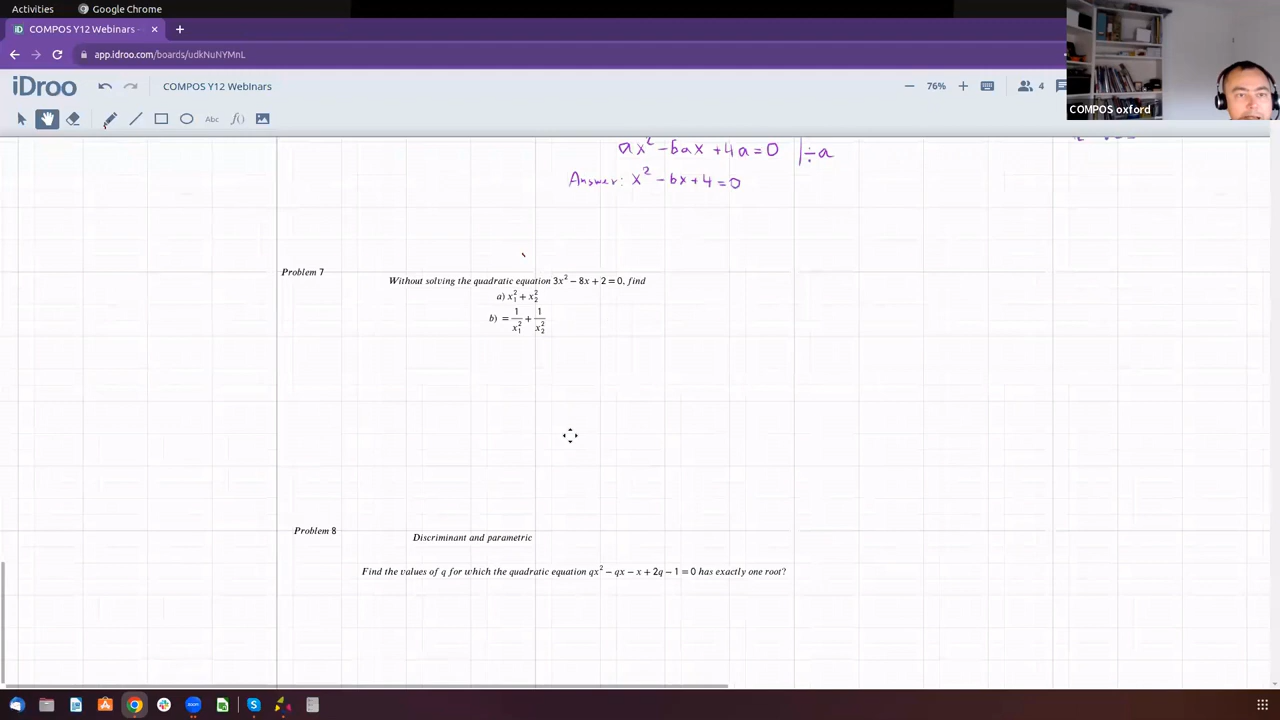 Activities Google Chrome
COMPOS Y12 Webinars -
app.idroo.com/boards/udkNuNYMnL
iDroo COMPOS Y12 Webinars 76% 4
Abc f()
COMPOS oxford
ax² - 6ax + 4a = 0 | ÷ a
Answer: x² - 6x + 4 = 0
Problem 7
Without solving the quadratic equation 3x² − 8x + 2 = 0, find
a) x₁² + x₂²
b) = 1/x₁² + 1/x₂²
Problem 8
Discriminant and parametric
Find the values of q for which the quadratic equation qx² − qx − x + 2q − 1 = 0 has exactly one root?